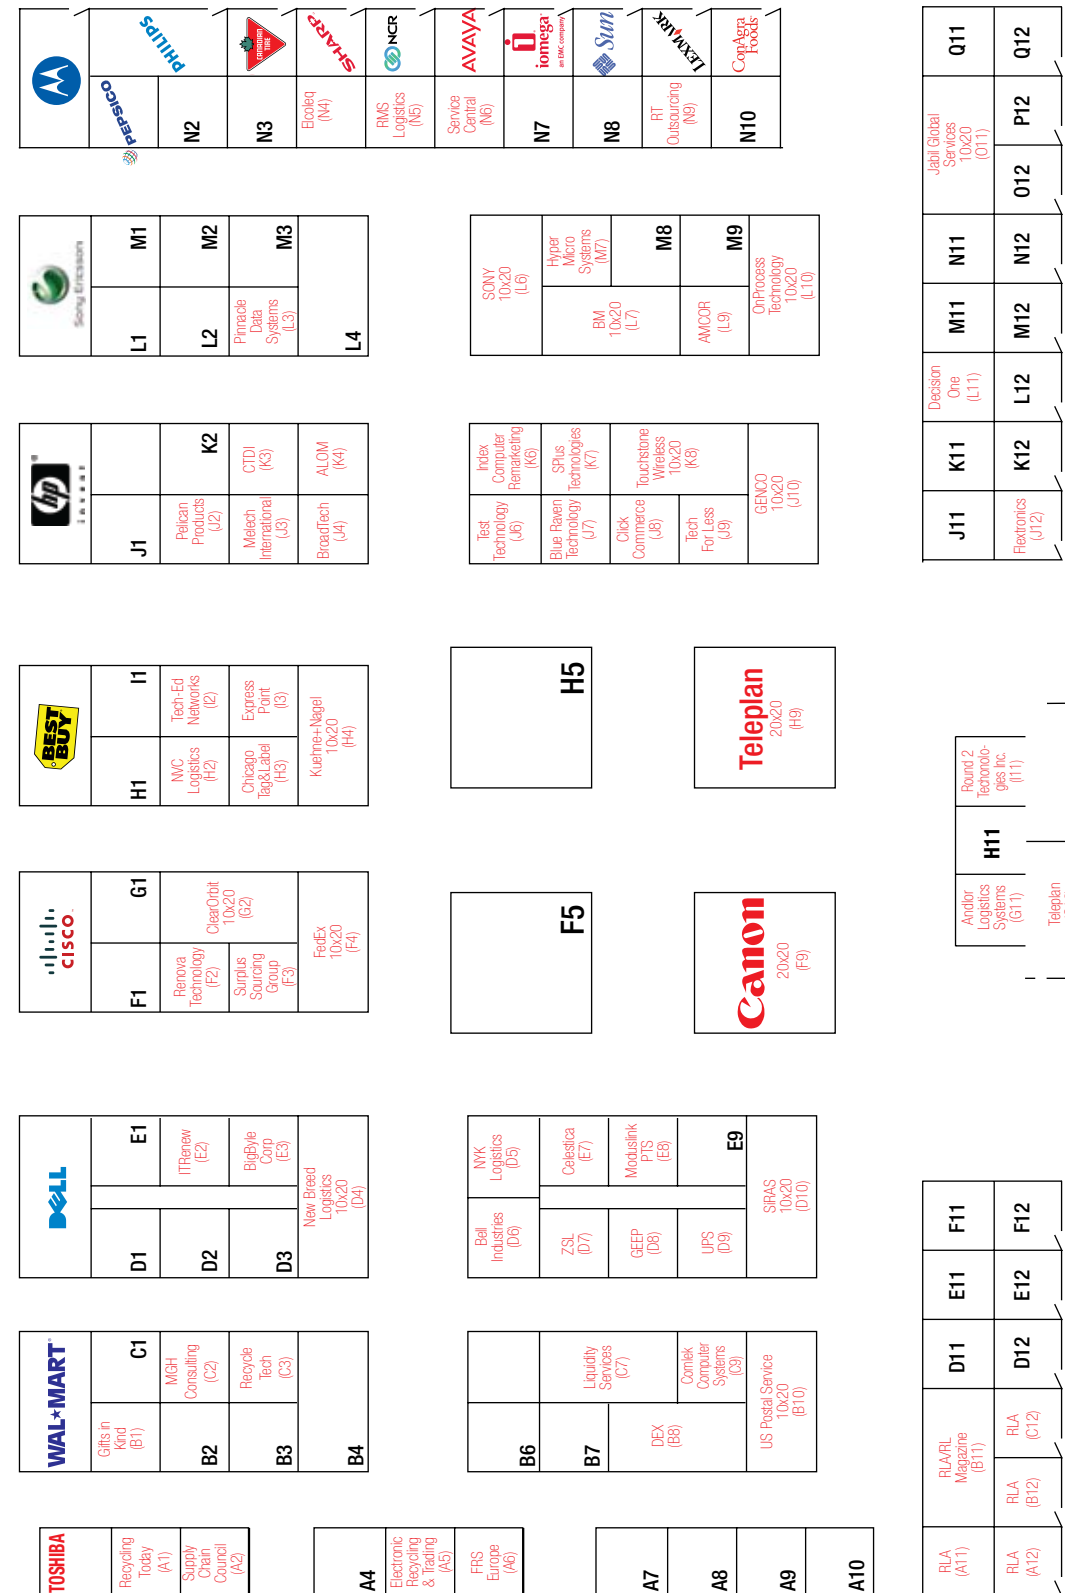 PHILIPS
SHARP
NCR
AVAYA
iomega
an EMC company
Sun
LEXMARK
ConAgra
Foods
PEPSICO
N2
CANADIAN
TIRE
N3
Ecoleq
(N4)
RMS
Logistics
(N5)
Service
Central
(N6)
N7
N8
RT
Outsourcing
(N9)
N10
Q11
Q12
Jabil Global
Services
10x20
(O11)
P12
O12
N11
N12
M11
M12
Decision
One
(L11)
L12
K11
K12
J11
Flextronics
(J12)
Sony Ericsson
M1
M2
M3
L1
L2
Pinnacle
Data
Systems
(L3)
L4
SONY
10x20
(L6)
Hyper
Micro
Systems
(M7)
M8
M9
BM
10x20
(L7)
AMCOR
(L9)
OnProcess
Technology
10x20
(L10)
hp
invent
K2
CTDI
(K3)
ALOM
(K4)
J1
Pelican
Products
(J2)
Melech
International
(J3)
BroadTech
(J4)
Index
Computer
Remarketing
(K6)
SPlus
Technologies
(K7)
Touchstone
Wireless
10x20
(K8)
Test
Technology
(J6)
Blue Raven
Technology
(J7)
Click
Commerce
(J8)
Tech
For Less
(J9)
GENCO
10x20
(J10)
BEST
BUY
I1
Tech-Ed
Networks
(I2)
Express
Point
(I3)
H1
NVC
Logistics
(H2)
Chicago
Tag&Label
(H3)
Kuehne+Nagel
10x20
(H4)
H5
Teleplan
20x20
(H9)
Round 2
Techonolo-
gies Inc.
(I11)
H11
Andlor
Logistics
Systems
(G11)
Teleplan
CISCO
G1
ClearOrbit
10x20
(G2)
F1
Renova
Technology
(F2)
Surplus
Sourcing
Group
(F3)
FedEx
10x20
(F4)
F5
Canon
20x20
(F9)
DELL
E1
ITRenew
(E2)
BigByte
Corp
(E3)
D1
D2
D3
New Breed
Logistics
10x20
(D4)
NYK
Logistics
(D5)
Celestica
(E7)
Moduslink
PTS
(E8)
E9
Bell
Industries
(D6)
ZSL
(D7)
GEEP
(D8)
UPS
(D9)
SiRAS
10x20
(D10)
F11
F12
E11
E12
D11
D12
RLA/RL
Magazine
(B11)
RLA
(C12)
RLA
(B12)
RLA
(A11)
RLA
(A12)
WAL★MART
C1
MGH
Consulting
(C2)
Recycle
Tech
(C3)
Gifts in
Kind
(B1)
B2
B3
B4
B6
B7
Liquidity
Services
(C7)
Comlek
Computer
Systems
(C9)
DEX
(B8)
US Postal Service
10x20
(B10)
TOSHIBA
Recycling
Today
(A1)
Supply
Chain
Council
(A2)
A4
Electronic
Recycling
& Trading
(A5)
FRS
Europe
(A6)
A7
A8
A9
A10